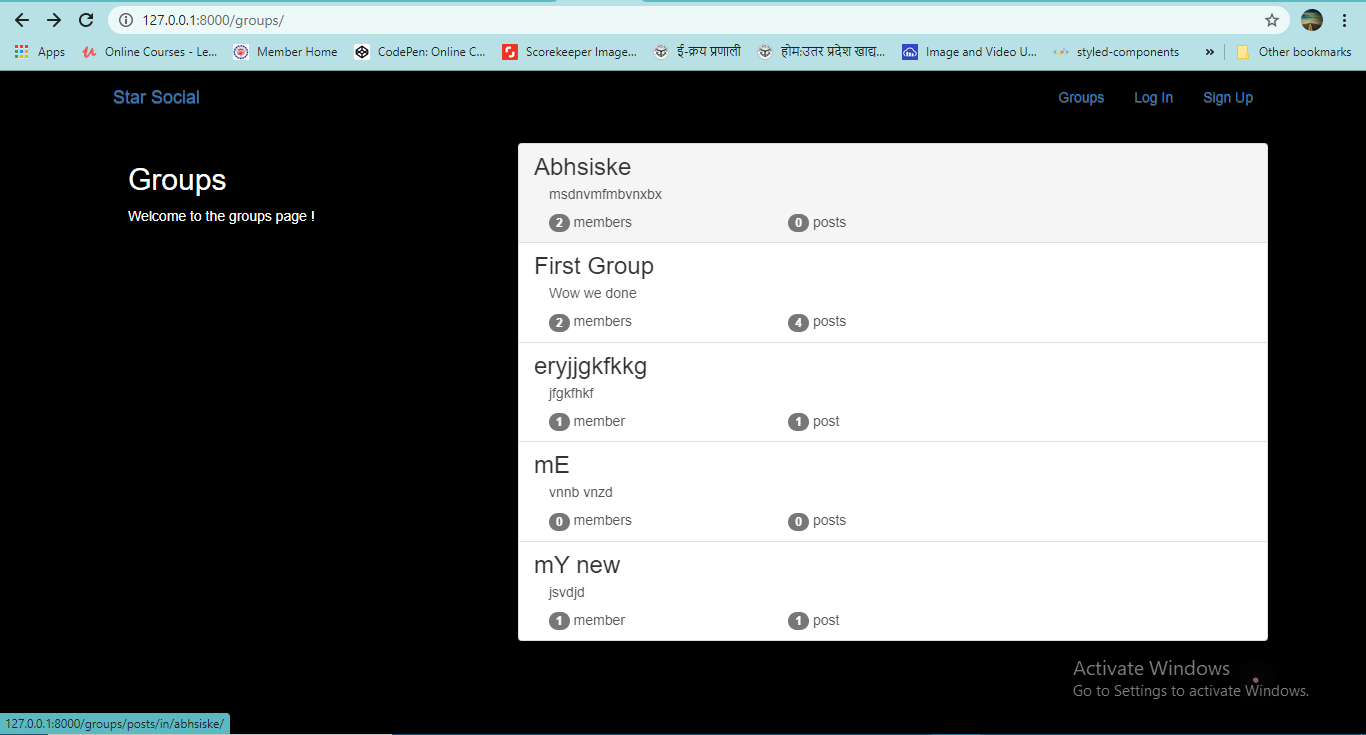 127.0.0.1:8000/groups/
Apps Online Courses - Le... Member Home CodePen: Online C... Scorekeeper Image... ई-क्रय प्रणाली होम:उतर प्रदेश खाद्य... Image and Video U... styled-components » Other bookmarks
Star Social Groups Log In Sign Up
Groups
Welcome to the groups page !
Abhsiske
msdnvmfmbvnxbx
2 members 0 posts
First Group
Wow we done
2 members 4 posts
eryjjgkfkkg
jfgkfhkf
1 member 1 post
mE
vnnb vnzd
0 members 0 posts
mY new
jsvdjd
1 member 1 post
Activate Windows
Go to Settings to activate Windows.
127.0.0.1:8000/groups/posts/in/abhsiske/